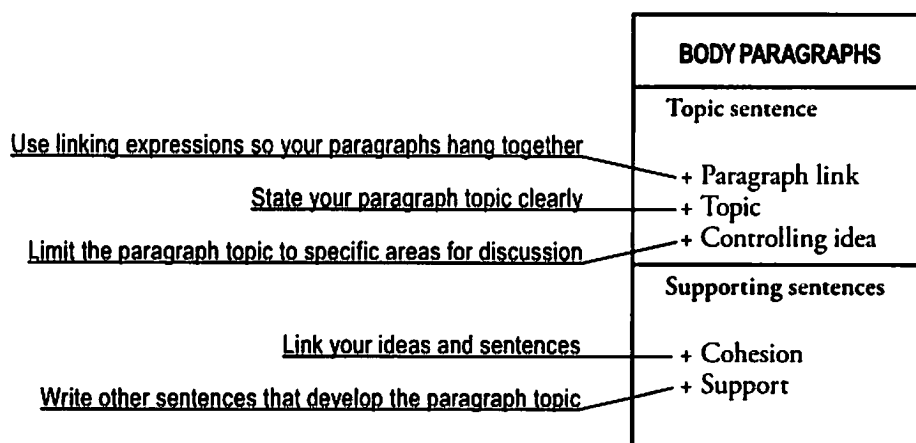 BODY PARAGRAPHS
Topic sentence
Use linking expressions so your paragraphs hang together
+ Paragraph link
State your paragraph topic clearly
+ Topic
Limit the paragraph topic to specific areas for discussion
+ Controlling idea
Supporting sentences
Link your ideas and sentences
+ Cohesion
Write other sentences that develop the paragraph topic
+ Support